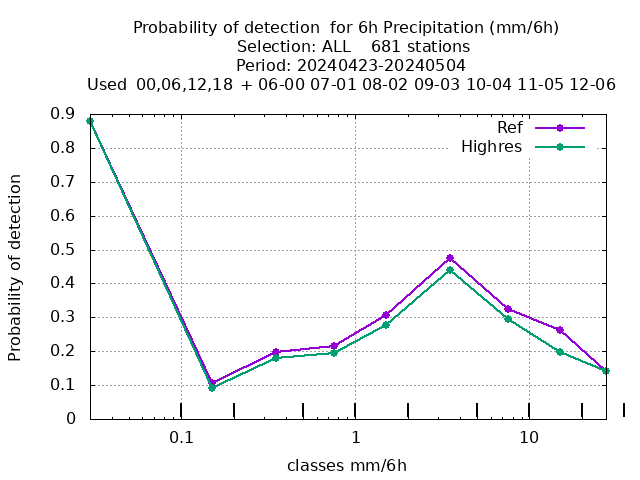 Probability of detection  for 6h Precipitation (mm/6h)
Selection: ALL    681 stations
Period: 20240423-20240504
Used  00,06,12,18  + 06-00 07-01 08-02 09-03 10-04 11-05 12-06
Ref
Highres
Probability of detection
0.9
0.8
0.7
0.6
0.5
0.4
0.3
0.2
0.1
0
0.1 1 10
classes mm/6h